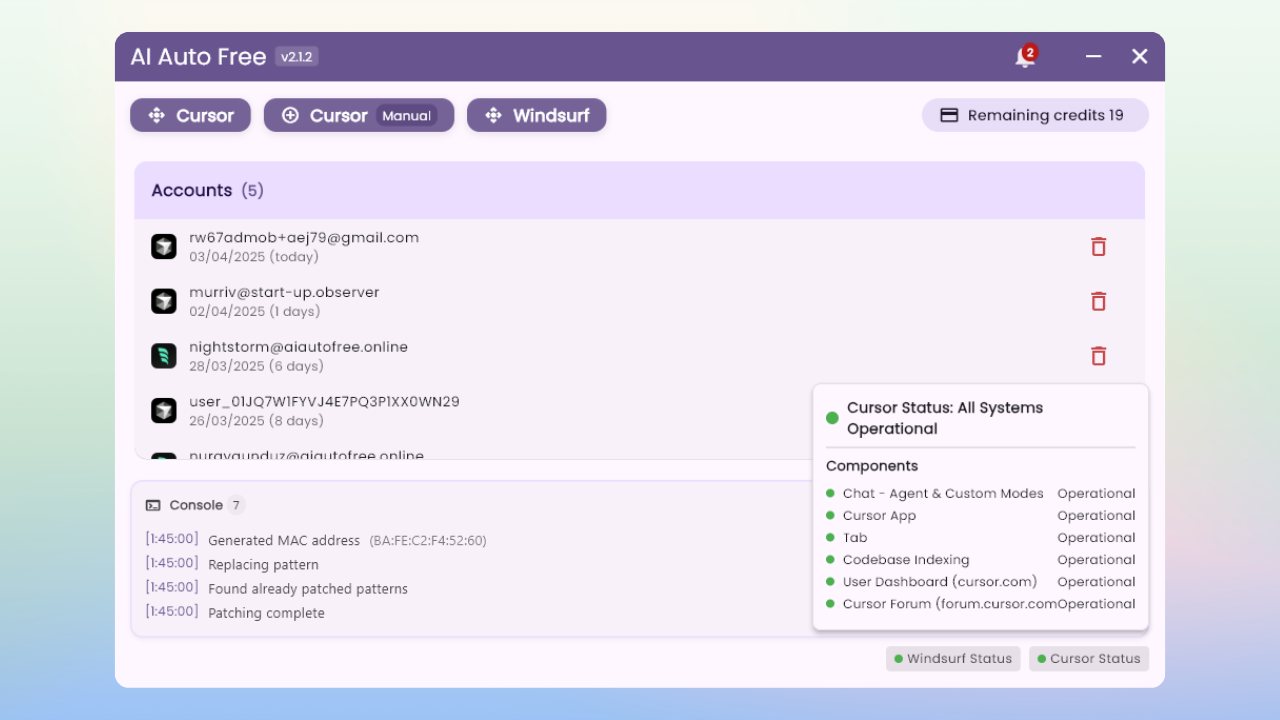 AI Auto Free v2.1.2
2
Cursor
Cursor Manual
Windsurf
Remaining credits 19
Accounts (5)
rw67admob+aej79@gmail.com
03/04/2025 (today)
murriv@start-up.observer
02/04/2025 (1 days)
nightstorm@aiautofree.online
28/03/2025 (6 days)
user_01JQ7W1FYVJ4E7PQ3P1XX0WN29
26/03/2025 (8 days)
nuraygunduz@aiautofree.online
Console 7
[1:45:00] Generated MAC address (BA:FE:C2:F4:52:60)
[1:45:00] Replacing pattern
[1:45:00] Found already patched patterns
[1:45:00] Patching complete
Cursor Status: All Systems
Operational
Components
Chat - Agent & Custom Modes Operational
Cursor App Operational
Tab Operational
Codebase Indexing Operational
User Dashboard (cursor.com) Operational
Cursor Forum (forum.cursor.com Operational
Windsurf Status
Cursor Status